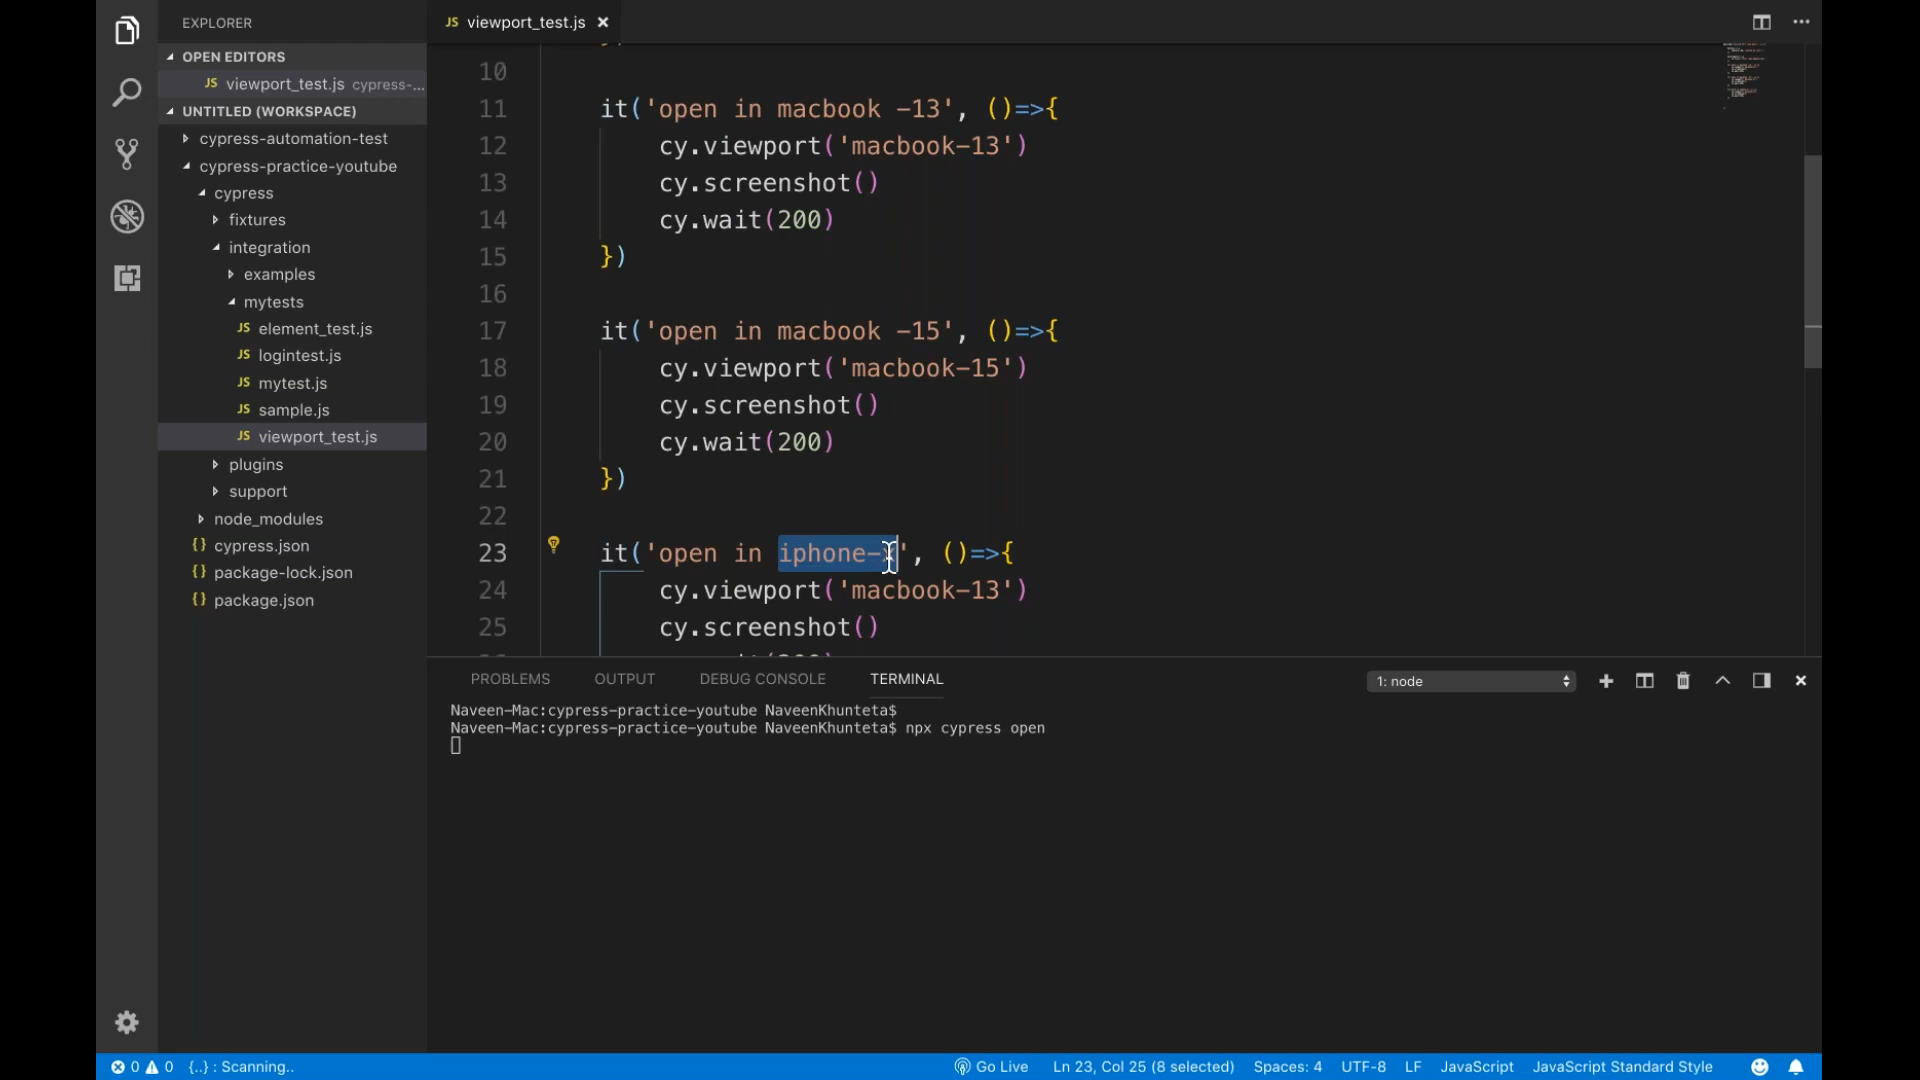 EXPLORER
OPEN EDITORS
JS viewport_test.js cypress-...
UNTITLED (WORKSPACE)
cypress-automation-test
cypress-practice-youtube
cypress
fixtures
integration
examples
mytests
JS element_test.js
JS logintest.js
JS mytest.js
JS sample.js
JS viewport_test.js
plugins
support
node_modules
{} cypress.json
{} package-lock.json
{} package.json
JS viewport_test.js ×
10
11 it('open in macbook -13', ()=>{
12 cy.viewport('macbook-13')
13 cy.screenshot()
14 cy.wait(200)
15 })
16
17 it('open in macbook -15', ()=>{
18 cy.viewport('macbook-15')
19 cy.screenshot()
20 cy.wait(200)
21 })
22
23 it('open in iphone-x', ()=>{
24 cy.viewport('macbook-13')
25 cy.screenshot()
PROBLEMS OUTPUT DEBUG CONSOLE TERMINAL 1: node
Naveen-Mac:cypress-practice-youtube NaveenKhunteta$
Naveen-Mac:cypress-practice-youtube NaveenKhunteta$ npx cypress open
0 0 {..} : Scanning.. Go Live Ln 23, Col 25 (8 selected) Spaces: 4 UTF-8 LF JavaScript JavaScript Standard Style